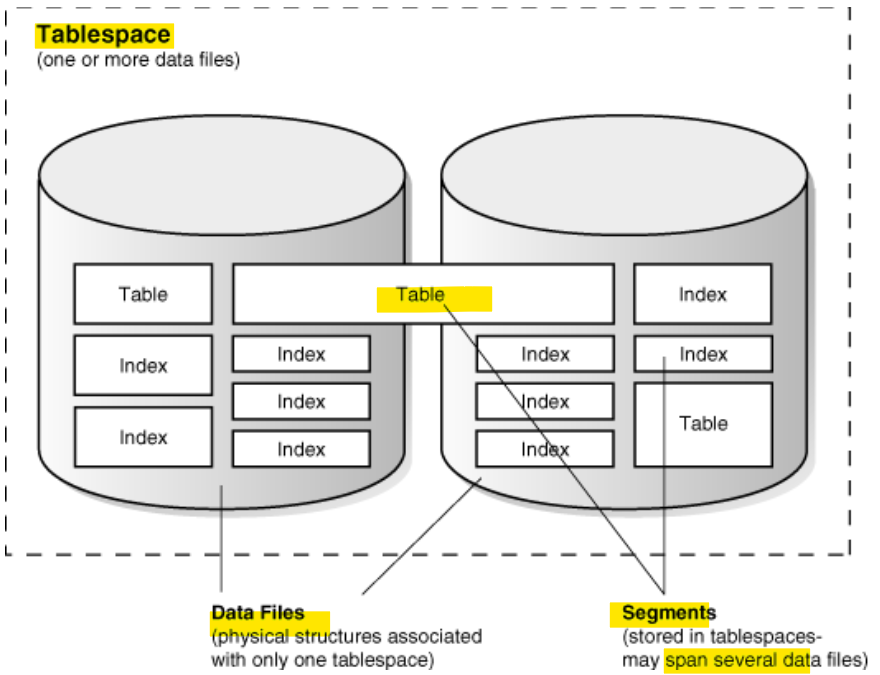 Tablespace
(one or more data files)
Table
Table
Index
Index
Index
Index
Index
Index
Index
Index
Table
Index
Index
Index
Data Files
(physical structures associated
with only one tablespace)
Segments
(stored in tablespaces-
may span several data files)